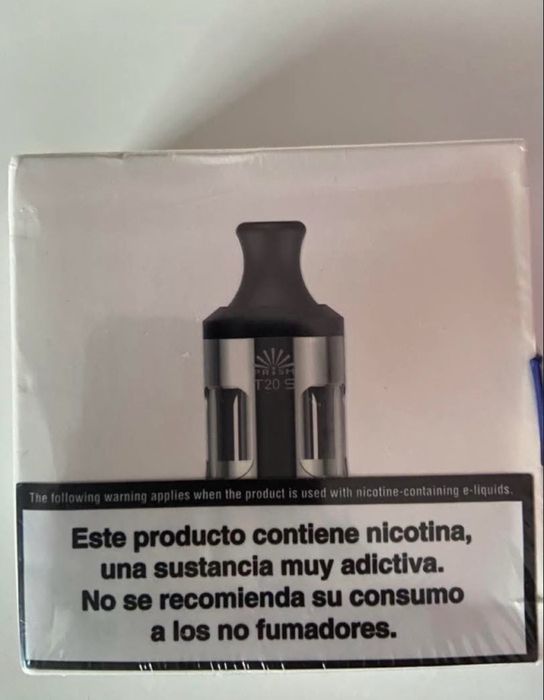 PRISM
T20 S
The following warning applies when the product is used with nicotine-containing e-liquids.
Este producto contiene nicotina,
una sustancia muy adictiva.
No se recomienda su consumo
a los no fumadores.